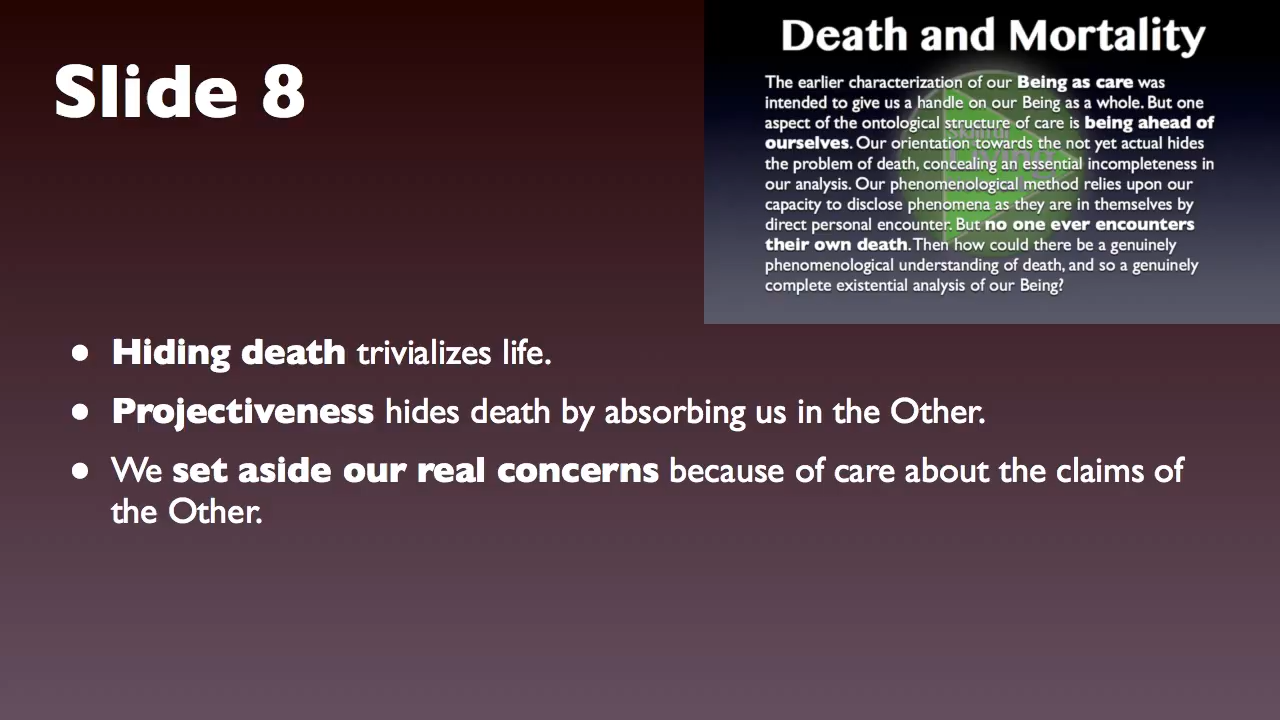 Slide 8
Death and Mortality
The earlier characterization of our Being as care was
intended to give us a handle on our Being as a whole. But one
aspect of the ontological structure of care is being ahead of
ourselves. Our orientation towards the not yet actual hides
the problem of death, concealing an essential incompleteness in
our analysis. Our phenomenological method relies upon our
capacity to disclose phenomena as they are in themselves by
direct personal encounter. But no one ever encounters
their own death. Then how could there be a genuinely
phenomenological understanding of death, and so a genuinely
complete existential analysis of our Being?
• Hiding death trivializes life.
• Projectiveness hides death by absorbing us in the Other.
• We set aside our real concerns because of care about the claims of
the Other.